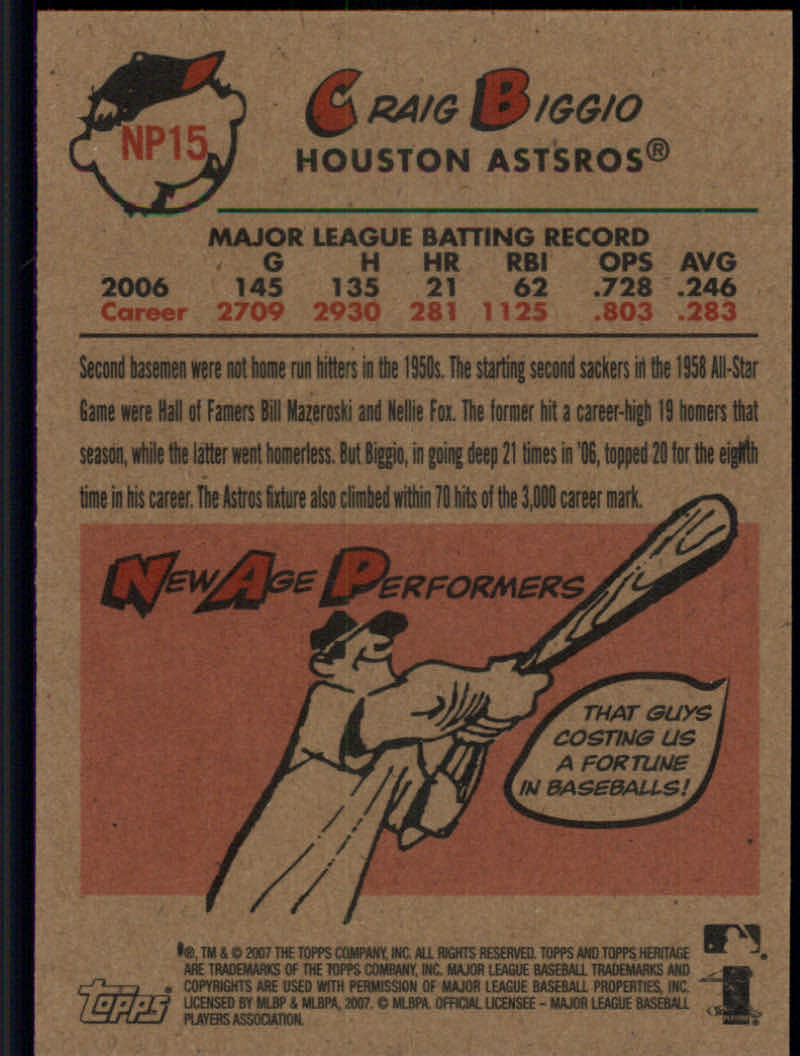 NP15
CRAIG BIGGIO
HOUSTON ASTSROS®
MAJOR LEAGUE BATTING RECORD
G H HR RBI OPS AVG
2006 145 135 21 62 .728 .246
Career 2709 2930 281 1125 .803 .283
Second basemen were not home run hitters in the 1950s. The starting second sackers in the 1958 All-Star
Game were Hall of Famers Bill Mazeroski and Nellie Fox. The former hit a career-high 19 homers that
season, while the latter went homerless. But Biggio, in going deep 21 times in '06, topped 20 for the eighth
time in his career. The Astros fixture also climbed within 70 hits of the 3,000 career mark.
NEW AGE PERFORMERS
THAT GUYS
COSTING US
A FORTUNE
IN BASEBALLS!
®, TM & © 2007 THE TOPPS COMPANY, INC. ALL RIGHTS RESERVED. TOPPS AND TOPPS HERITAGE
ARE TRADEMARKS OF THE TOPPS COMPANY, INC. MAJOR LEAGUE BASEBALL TRADEMARKS AND
COPYRIGHTS ARE USED WITH PERMISSION OF MAJOR LEAGUE BASEBALL PROPERTIES, INC.
LICENSED BY MLBP & MLBPA, 2007. © MLBPA. OFFICIAL LICENSEE – MAJOR LEAGUE BASEBALL
PLAYERS ASSOCIATION.
Topps®